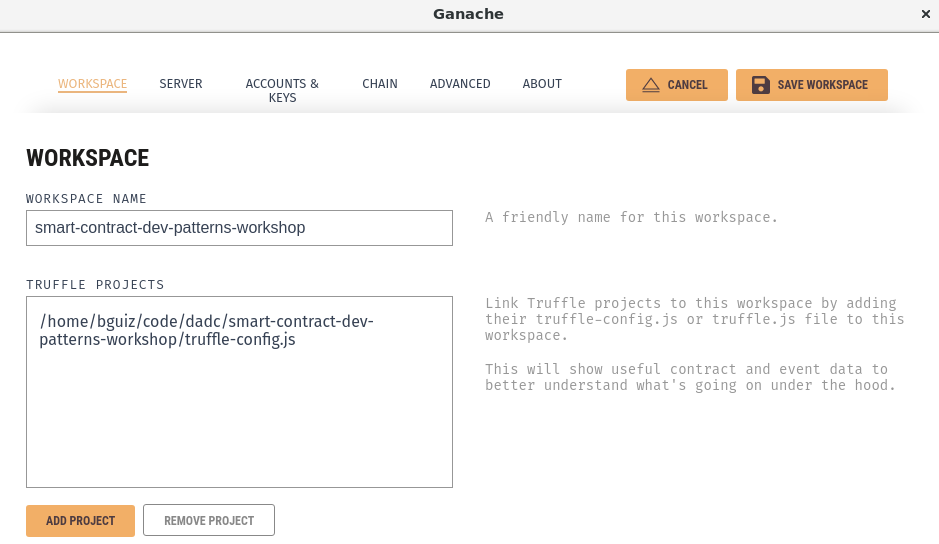 Ganache
WORKSPACE SERVER ACCOUNTS & KEYS CHAIN ADVANCED ABOUT CANCEL SAVE WORKSPACE
WORKSPACE
WORKSPACE NAME
smart-contract-dev-patterns-workshop
A friendly name for this workspace.
TRUFFLE PROJECTS
/home/bguiz/code/dadc/smart-contract-dev-
patterns-workshop/truffle-config.js
Link Truffle projects to this workspace by adding
their truffle-config.js or truffle.js file to this
workspace.
This will show useful contract and event data to
better understand what's going on under the hood.
ADD PROJECT REMOVE PROJECT